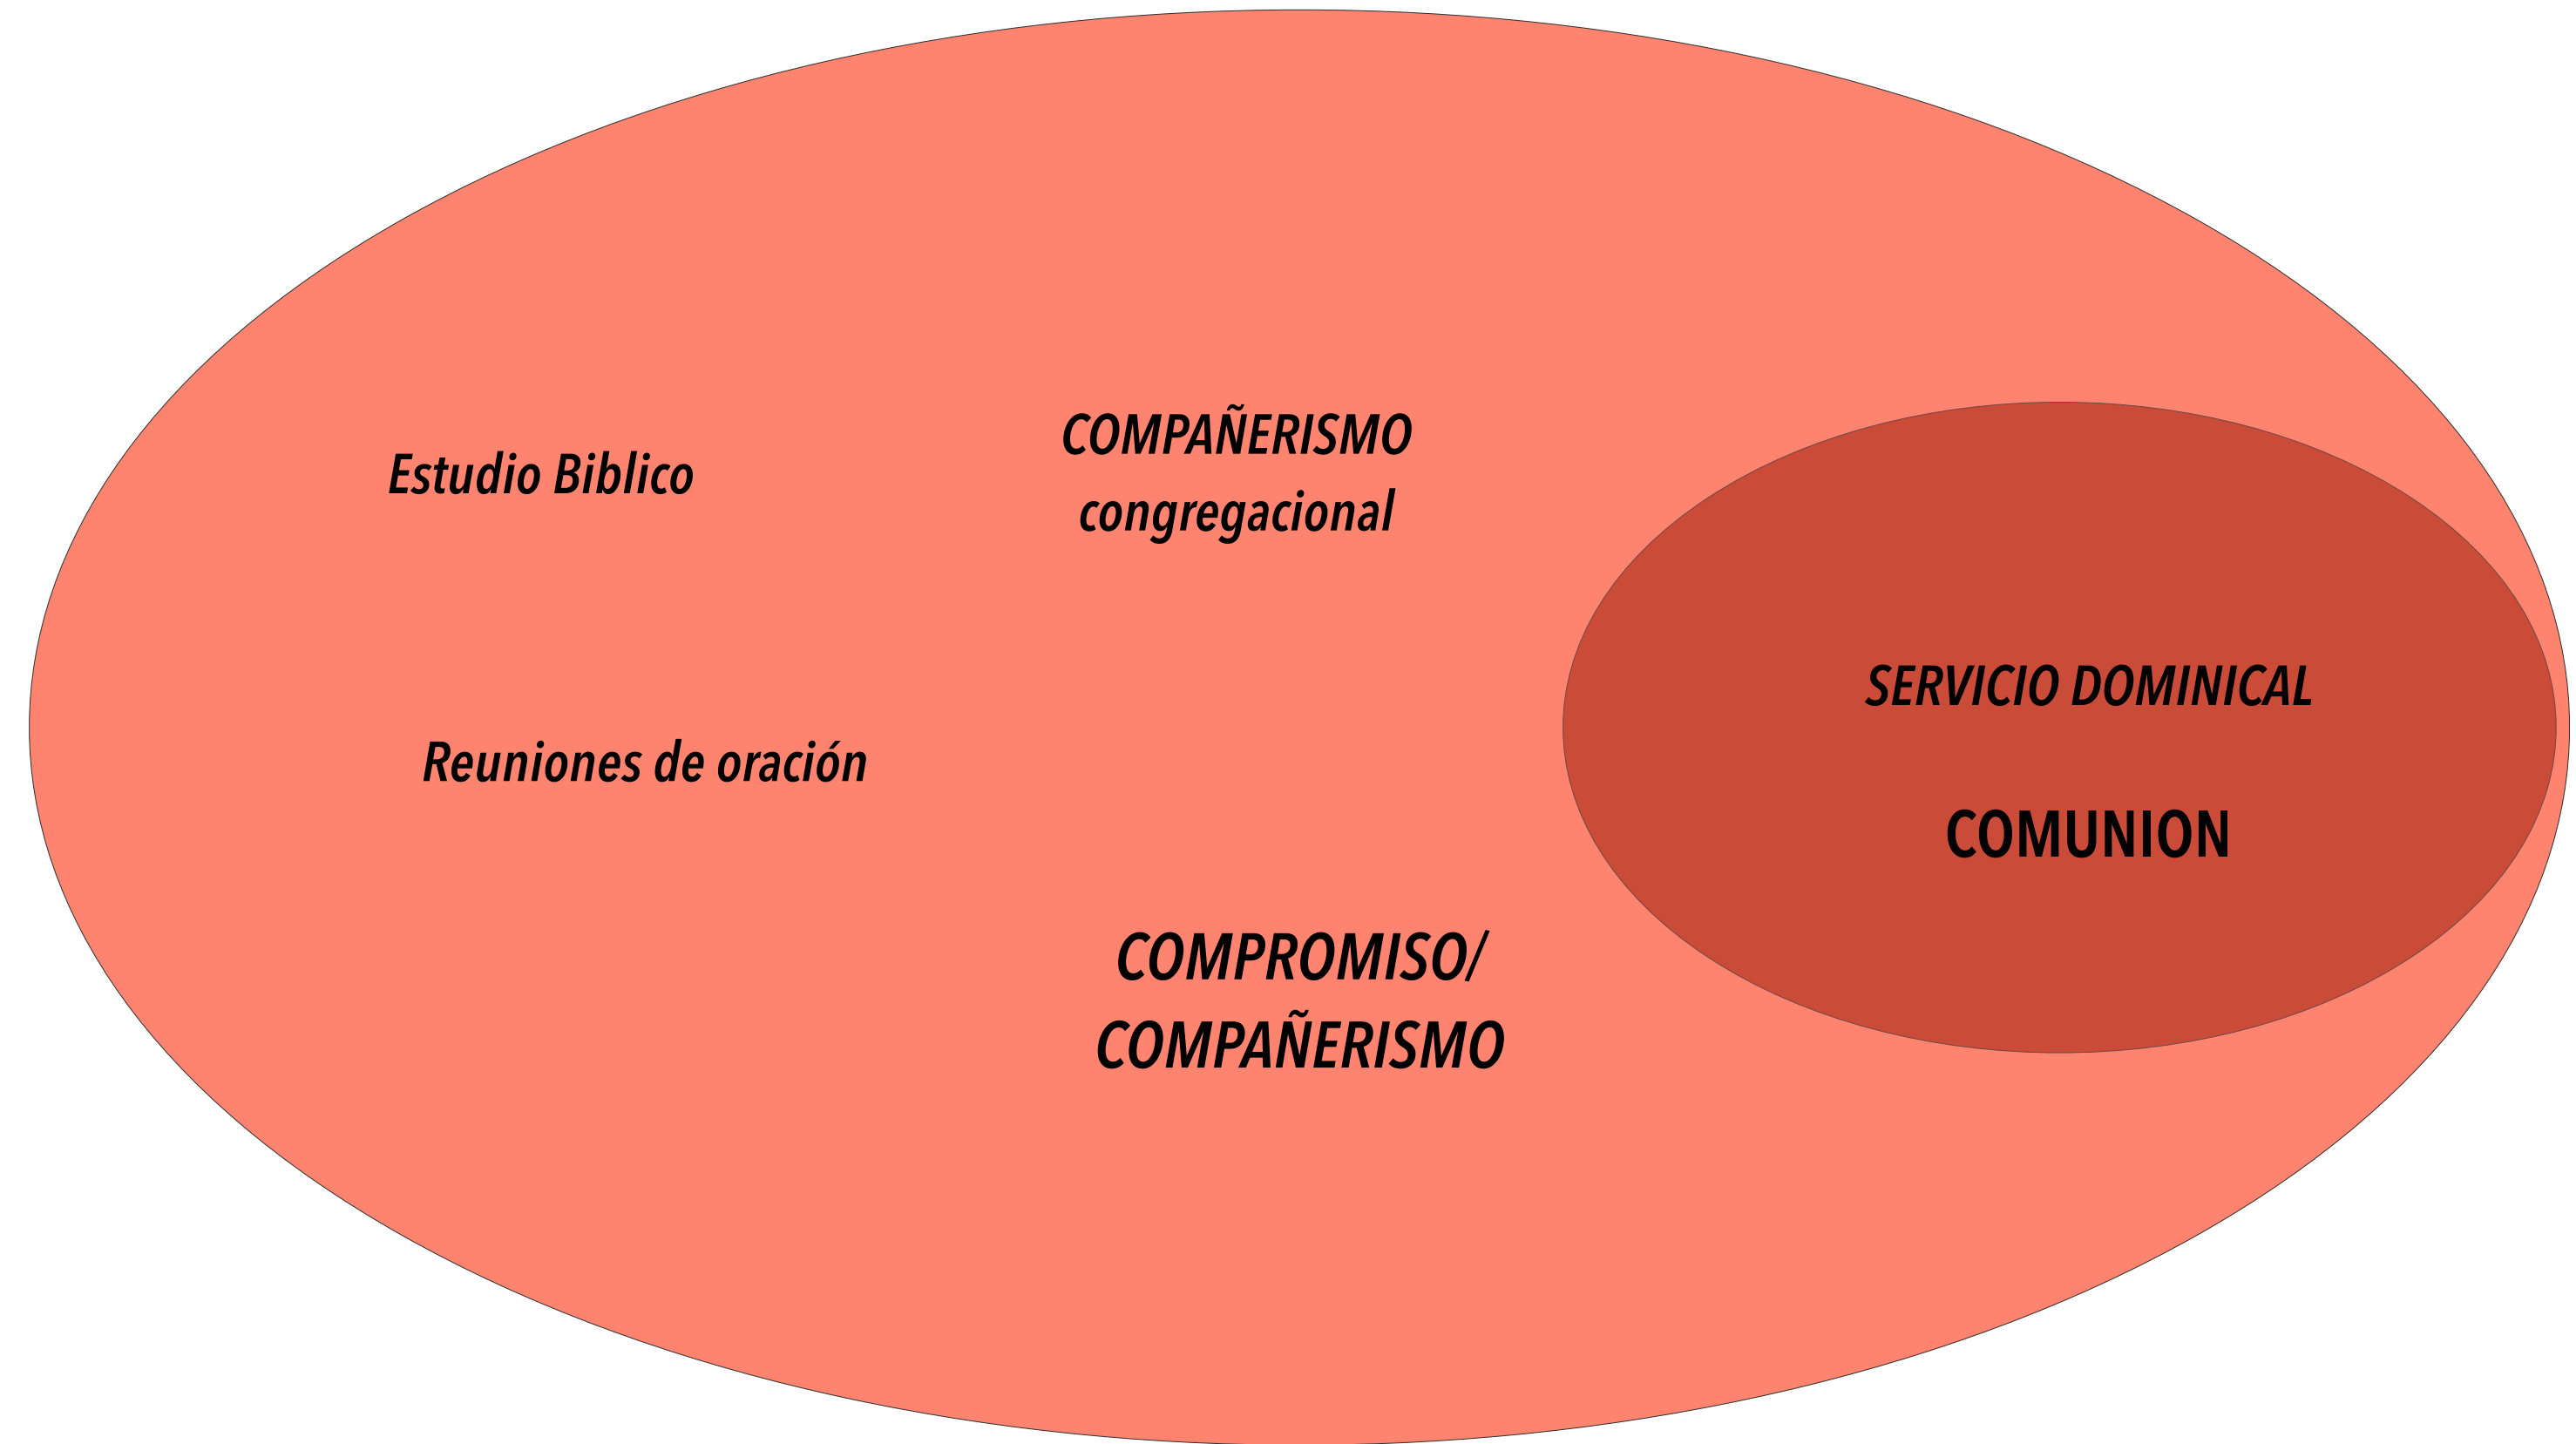 Estudio Biblico
COMPAÑERISMO
congregacional
Reuniones de oración
SERVICIO DOMINICAL
COMUNION
COMPROMISO/
COMPAÑERISMO